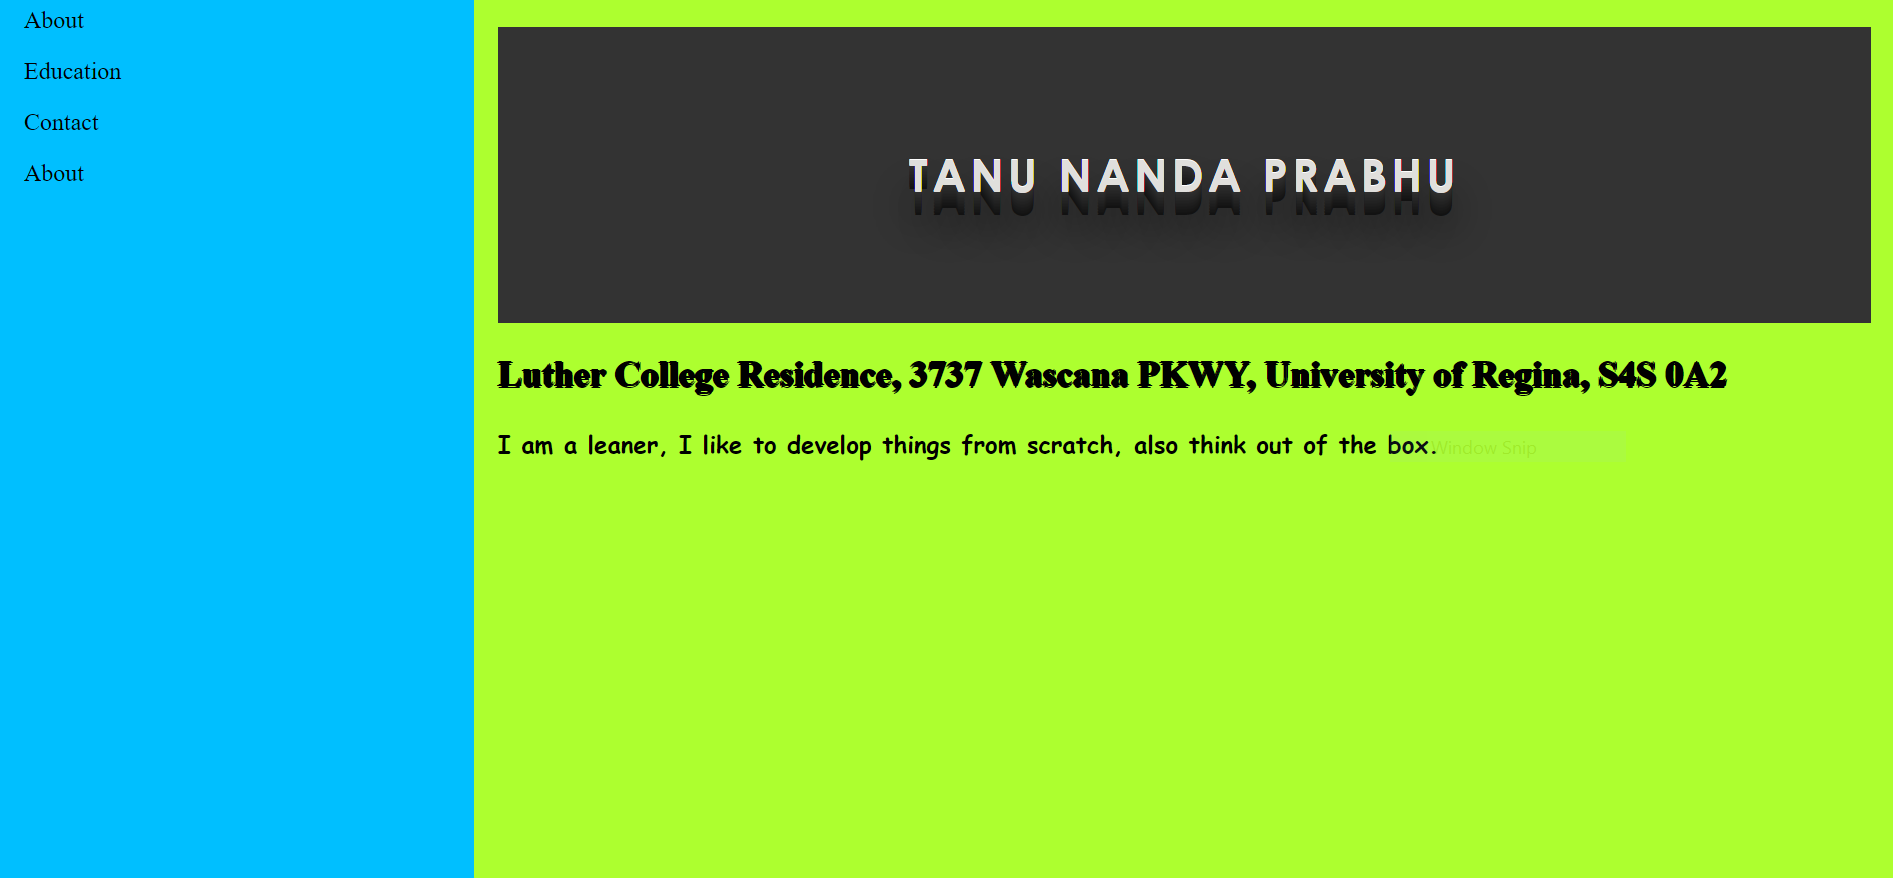 About
Education
Contact
About
TANU NANDA PRABHU
Luther College Residence, 3737 Wascana PKWY, University of Regina, S4S 0A2
I am a leaner, I like to develop things from scratch, also think out of the box.
Window Snip